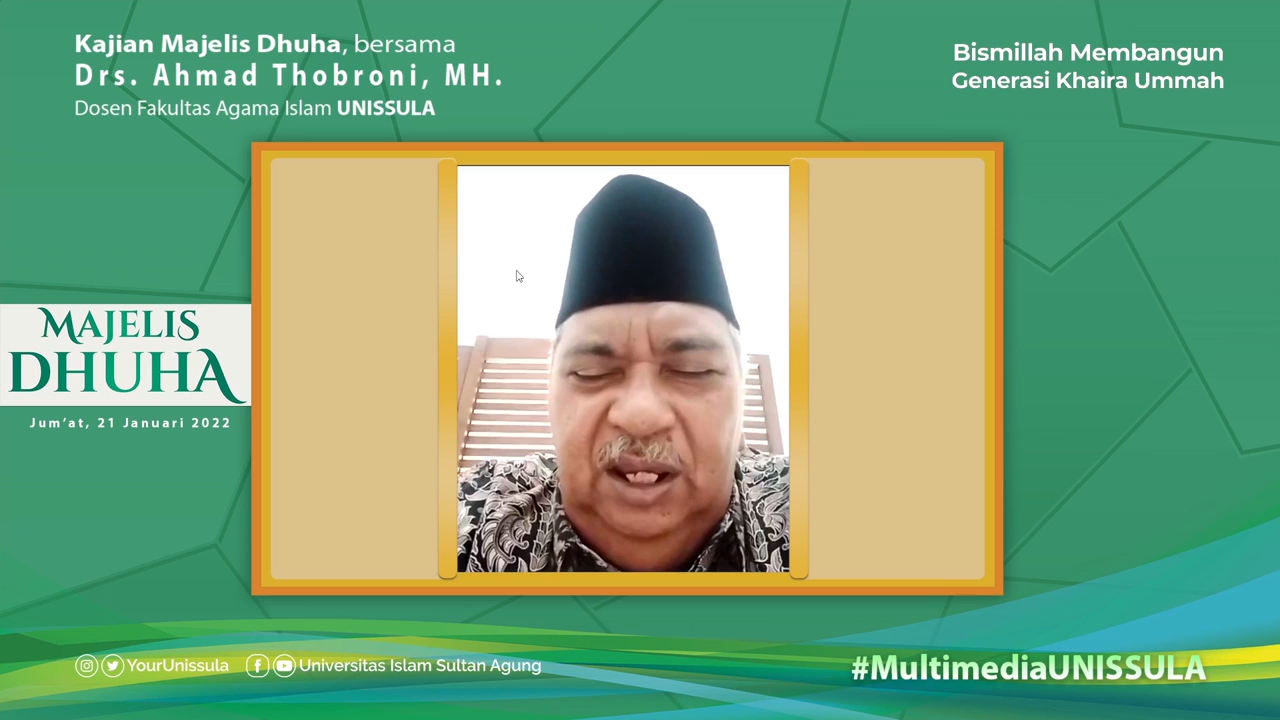 Kajian Majelis Dhuha, bersama
Drs. Ahmad Thobroni, MH.
Dosen Fakultas Agama Islam UNISSULA
Bismillah Membangun
Generasi Khaira Ummah
MAJELIS
DHUHA
Jum'at, 21 Januari 2022
YourUnissula
Universitas Islam Sultan Agung
#MultimediaUNISSULA